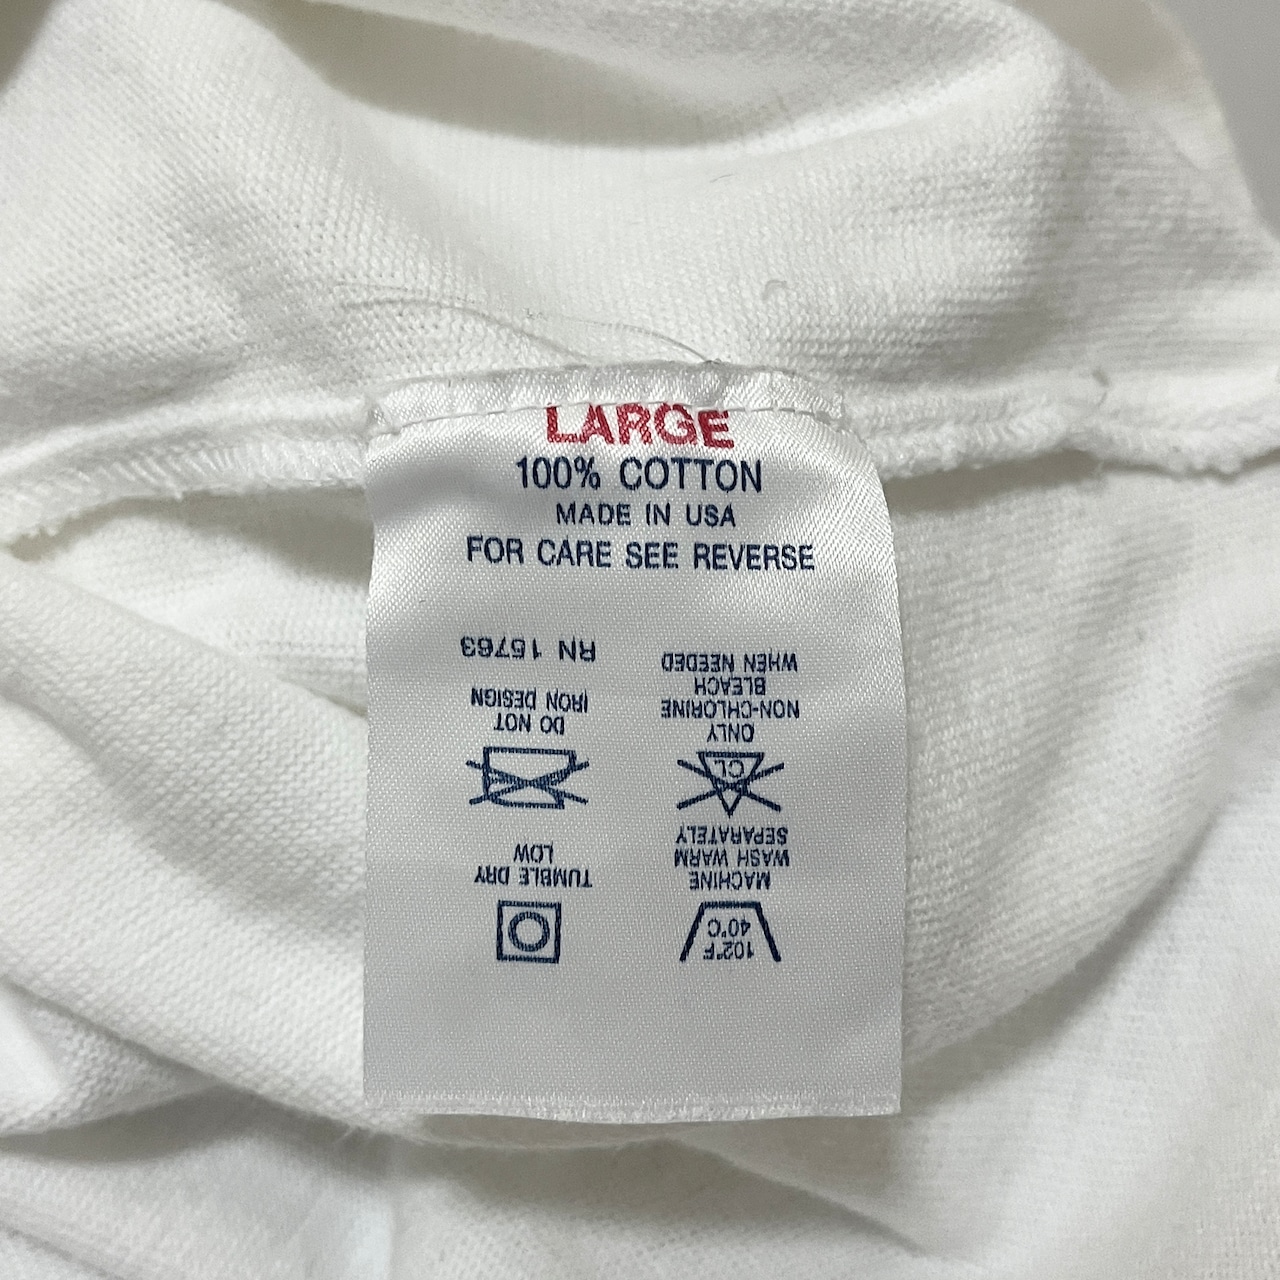 LARGE
100% COTTON
MADE IN USA
FOR CARE SEE REVERSE
102°F
40°C
MACHINE
WASH WARM
SEPARATELY
CL
ONLY
NON-CHLORINE
BLEACH
WHEN NEEDED
TUMBLE DRY
LOW
DO NOT
IRON DESIGN
RN 15763